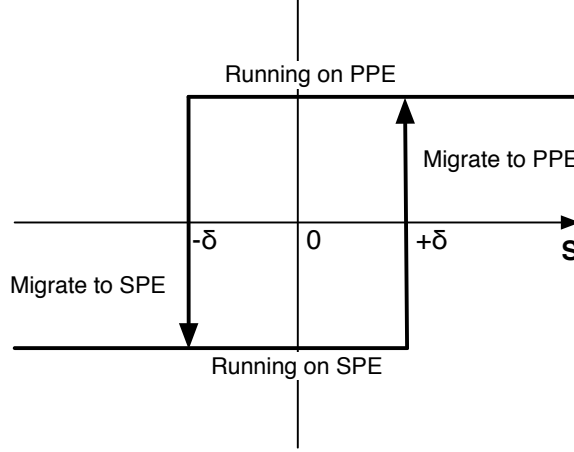 Running on PPE
Migrate to PPE
-δ
0
+δ
S
Migrate to SPE
Running on SPE